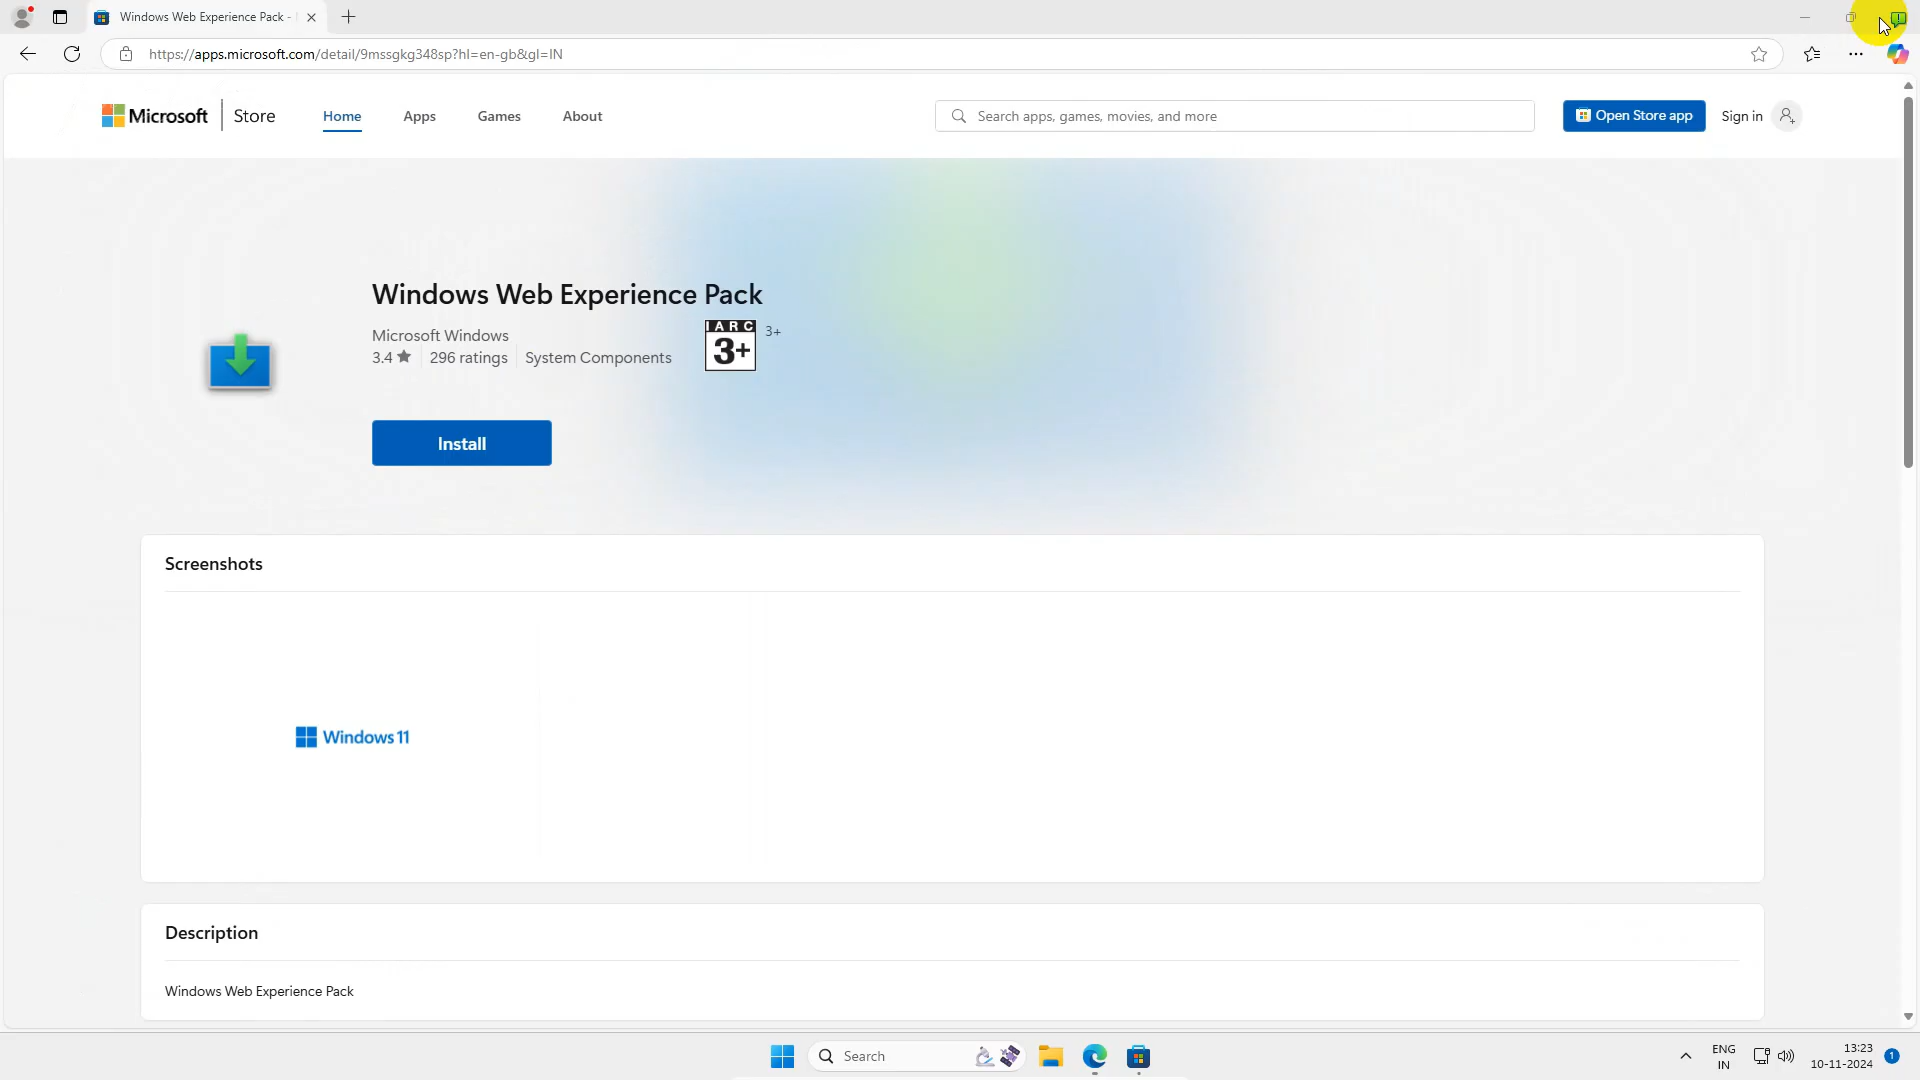 Windows Web Experience Pack -
https://apps.microsoft.com/detail/9mssgkg348sp?hl=en-gb&gl=IN
Microsoft Store Home Apps Games About Search apps, games, movies, and more Open Store app Sign in
Windows Web Experience Pack
Microsoft Windows
3.4 ★ 296 ratings System Components
IARC
3+
3+
Install
Screenshots
Windows 11
Description
Windows Web Experience Pack
Search
ENG
IN
13:23
10-11-2024
1